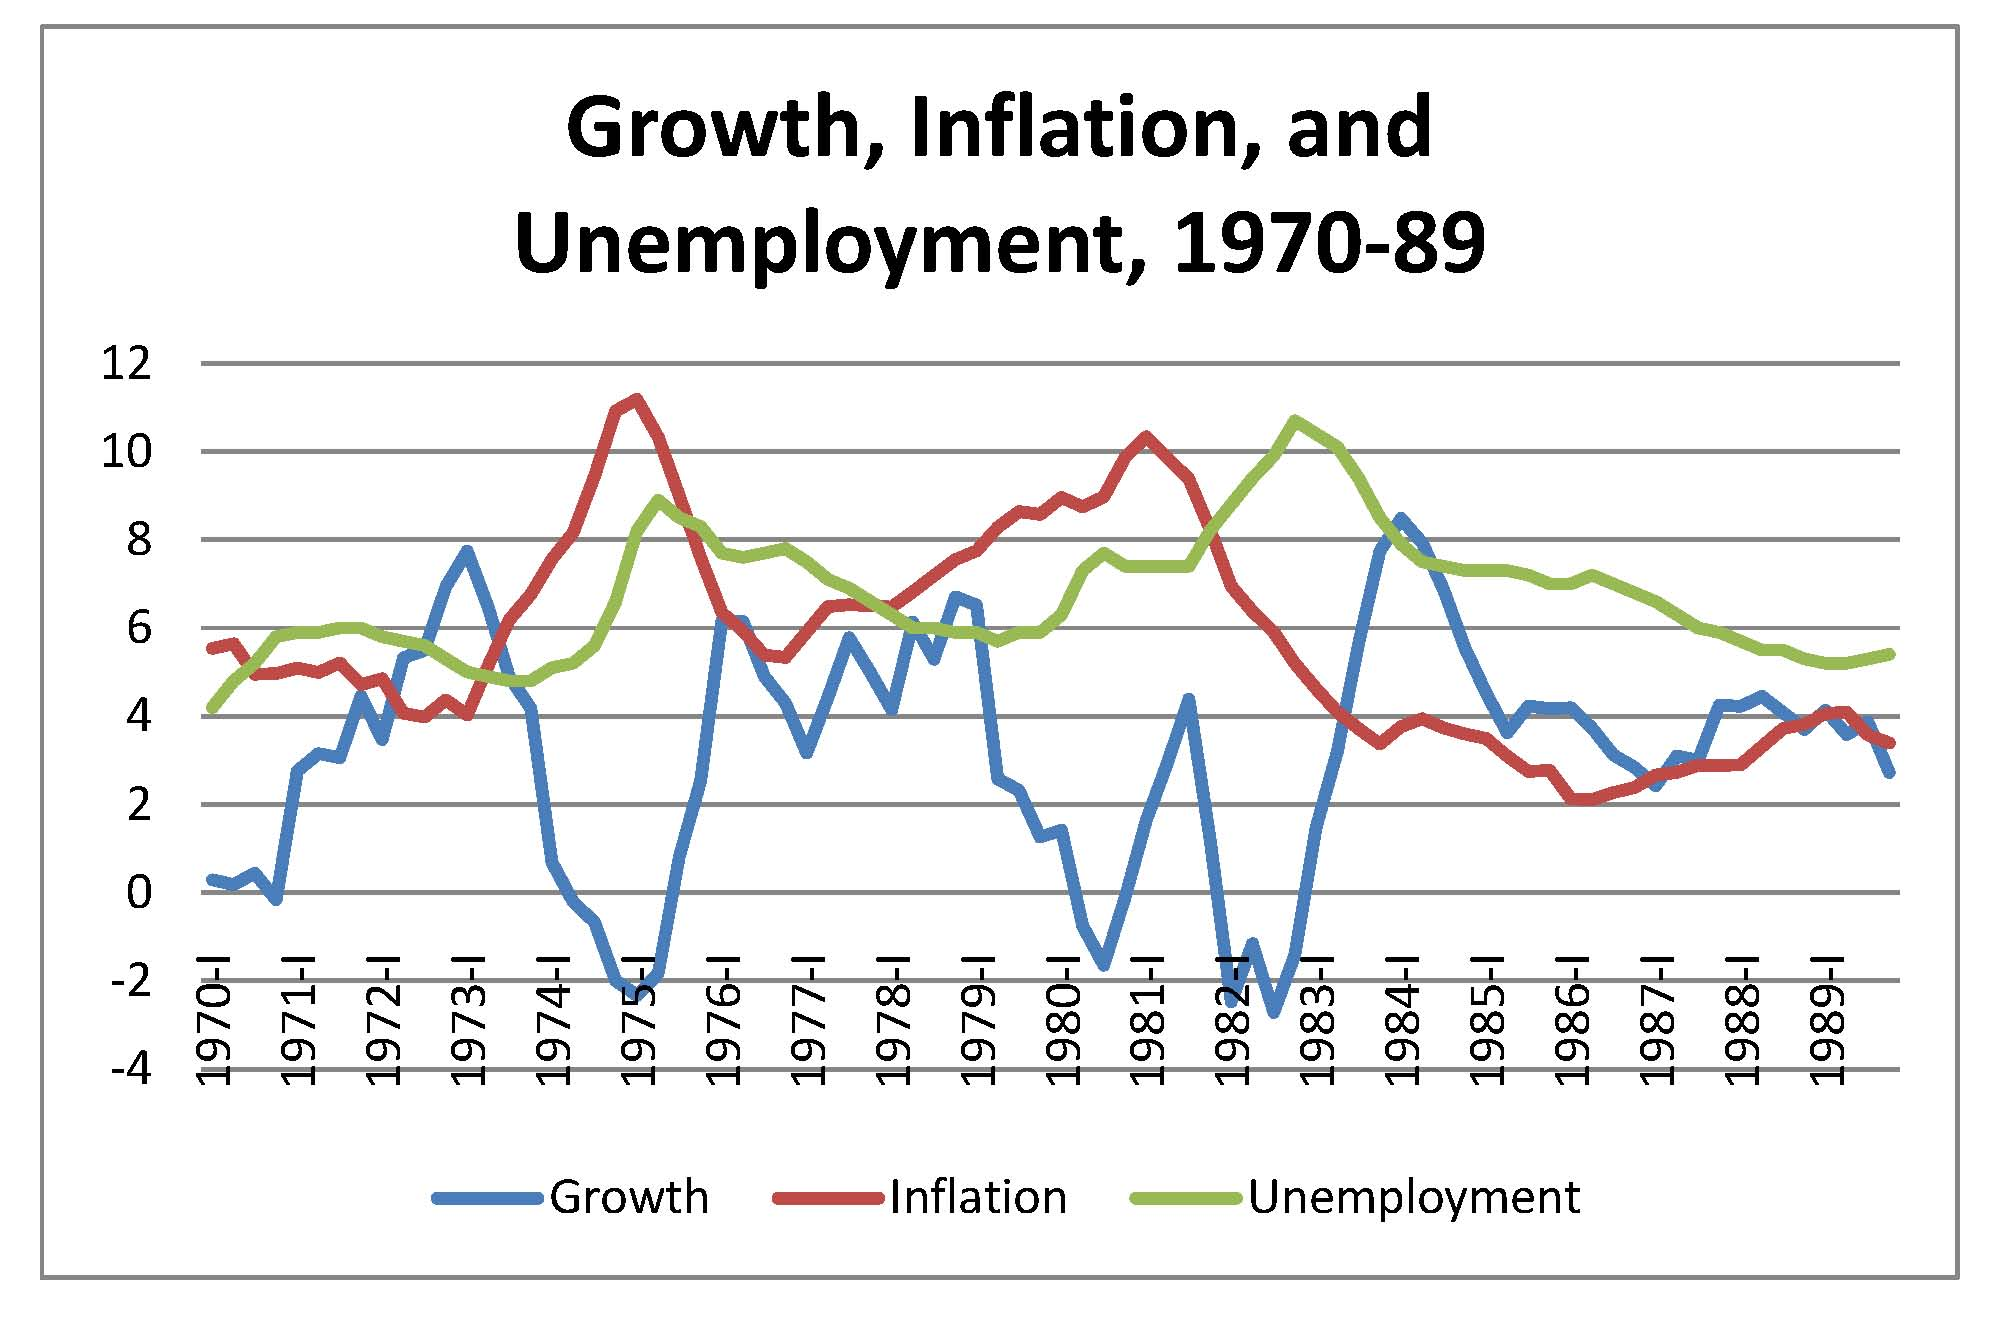 Growth, Inflation, and
Unemployment, 1970-89
12
10
8
6
4
2
0
-2
-4
1970-I
1971-I
1972-I
1973-I
1974-I
1975-I
1976-I
1977-I
1978-I
1979-I
1980-I
1981-I
1982-I
1983-I
1984-I
1985-I
1986-I
1987-I
1988-I
1989-I
Growth Inflation Unemployment